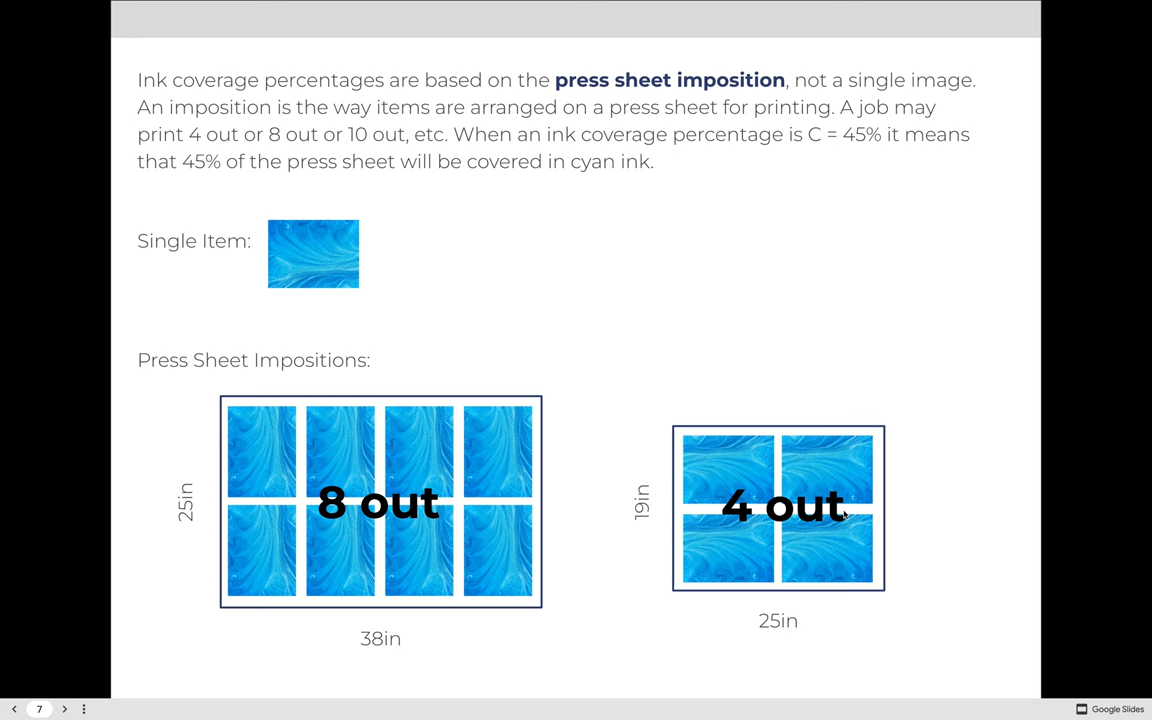 Ink coverage percentages are based on the press sheet imposition, not a single image.
An imposition is the way items are arranged on a press sheet for printing. A job may
print 4 out or 8 out or 10 out, etc. When an ink coverage percentage is C = 45% it means
that 45% of the press sheet will be covered in cyan ink.
Single Item:
Press Sheet Impositions:
25in
8 out
38in
19in
4 out
25in
7
Google Slides